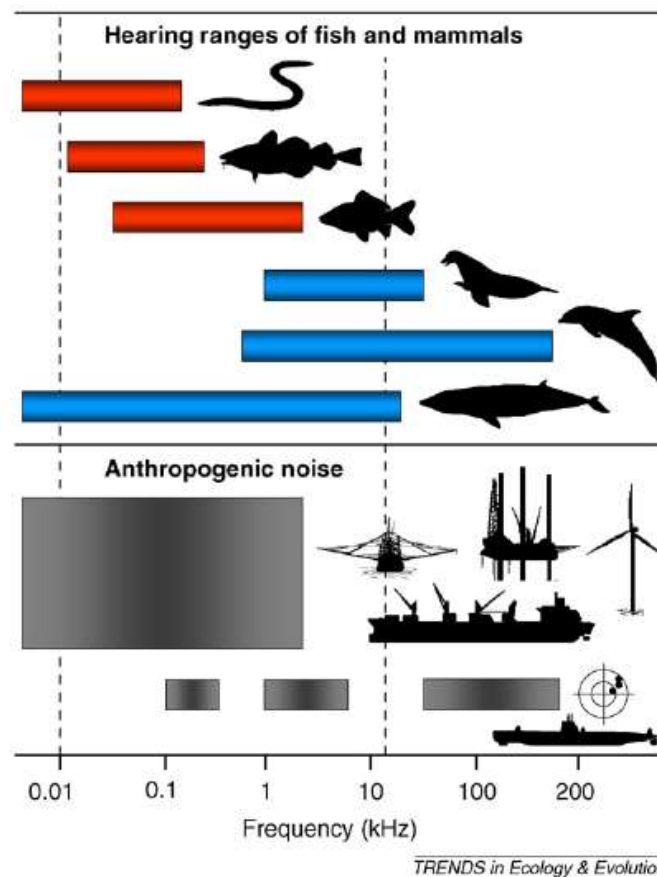 Hearing ranges of fish and mammals
Anthropogenic noise
0.01 0.1 1 10 100 200
Frequency (kHz)
TRENDS in Ecology & Evolutio